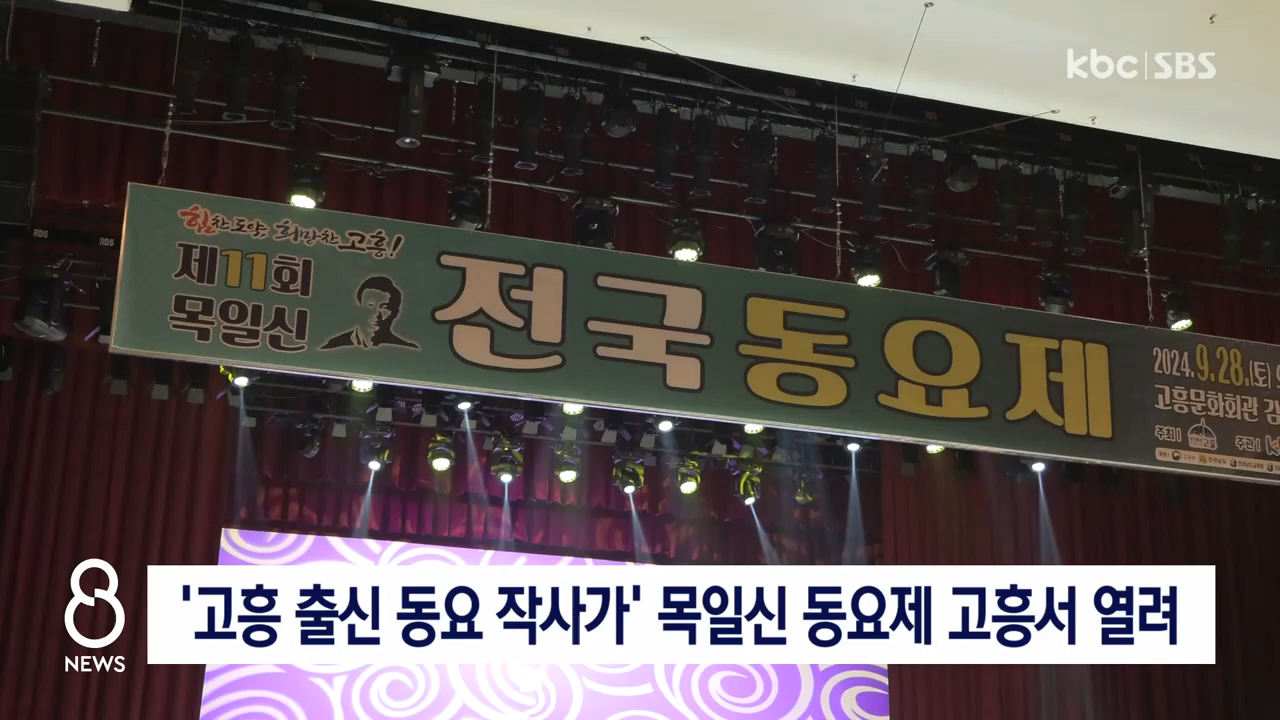 kbc SBS
힘찬 도약, 희망찬 고흥!
제11회
목일신
전국동요제
2024.9.28.(토)
고흥문화회관
주최 |
주관 |
'고흥 출신 동요 작사가' 목일신 동요제 고흥서 열려
8
NEWS
RDS
RDS